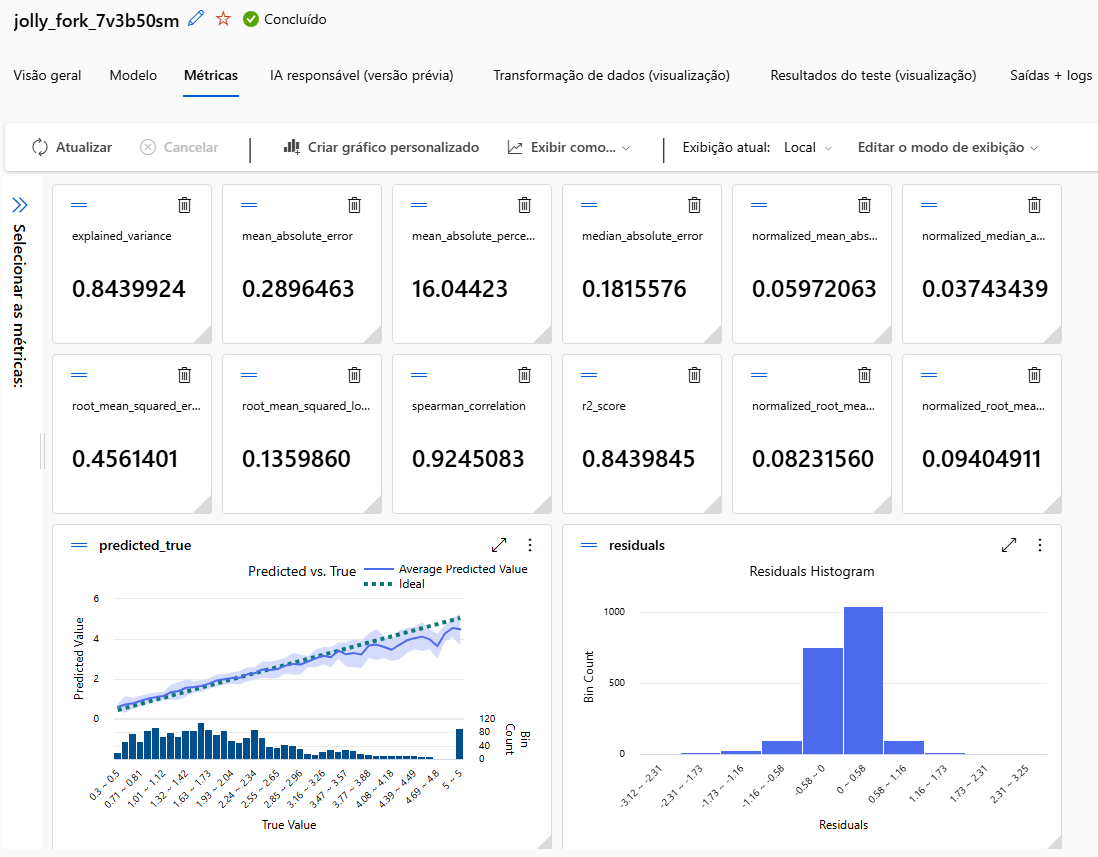 jolly_fork_7v3b50sm Concluído
Visão geral Modelo Métricas IA responsável (versão prévia) Transformação de dados (visualização) Resultados do teste (visualização) Saídas + logs
Atualizar Cancelar Criar gráfico personalizado Exibir como... Exibição atual: Local Editar o modo de exibição
Selecionar as métricas:
explained_variance mean_absolute_error mean_absolute_perce... median_absolute_error normalized_mean_abs... normalized_median_a...
0.8439924 0.2896463 16.04423 0.1815576 0.05972063 0.03743439
root_mean_squared_er... root_mean_squared_lo... spearman_correlation r2_score normalized_root_mea... normalized_root_mea...
0.4561401 0.1359860 0.9245083 0.8439845 0.08231560 0.09404911
predicted_true
Predicted vs. True
Average Predicted Value
Ideal
Predicted Value
6
4
2
0
120
80
40
0
Bin Count
0.3 ~ 0.5 0.71 ~ 0.81 1.01 ~ 1.12 1.32 ~ 1.42 1.63 ~ 1.73 1.93 ~ 2.04 2.24 ~ 2.34 2.55 ~ 2.65 2.85 ~ 2.96 3.16 ~ 3.26 3.47 ~ 3.57 3.77 ~ 3.88 4.08 ~ 4.18 4.39 ~ 4.49 4.69 ~ 4.8 5 ~ 5
True Value
residuals
Residuals Histogram
Bin Count
1000
500
0
-3.12 ~ -2.31 -2.31 ~ -1.73 -1.73 ~ -1.16 -1.16 ~ -0.58 -0.58 ~ 0 0 ~ 0.58 0.58 ~ 1.16 1.16 ~ 1.73 1.73 ~ 2.31 2.31 ~ 3.25
Residuals